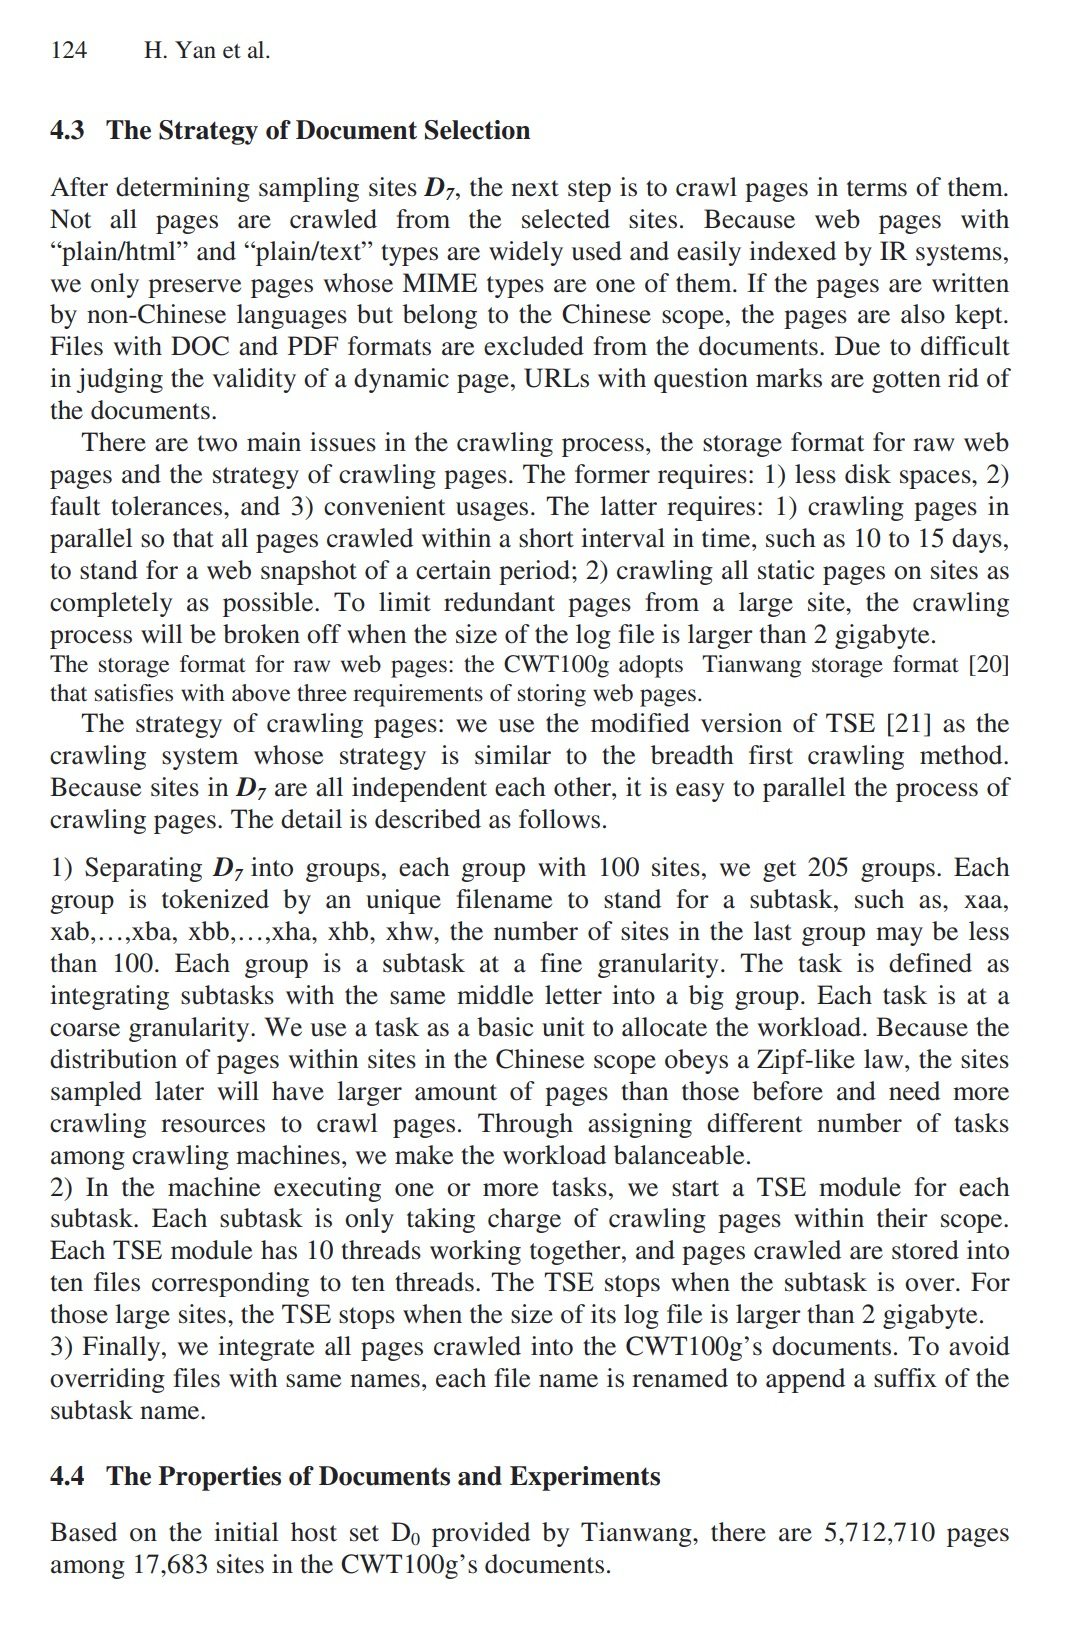 124 H. Yan et al.
4.3 The Strategy of Document Selection
After determining sampling sites D7, the next step is to crawl pages in terms of them.
Not all pages are crawled from the selected sites. Because web pages with
“plain/html” and “plain/text” types are widely used and easily indexed by IR systems,
we only preserve pages whose MIME types are one of them. If the pages are written
by non-Chinese languages but belong to the Chinese scope, the pages are also kept.
Files with DOC and PDF formats are excluded from the documents. Due to difficult
in judging the validity of a dynamic page, URLs with question marks are gotten rid of
the documents.
There are two main issues in the crawling process, the storage format for raw web
pages and the strategy of crawling pages. The former requires: 1) less disk spaces, 2)
fault tolerances, and 3) convenient usages. The latter requires: 1) crawling pages in
parallel so that all pages crawled within a short interval in time, such as 10 to 15 days,
to stand for a web snapshot of a certain period; 2) crawling all static pages on sites as
completely as possible. To limit redundant pages from a large site, the crawling
process will be broken off when the size of the log file is larger than 2 gigabyte.
The storage format for raw web pages: the CWT100g adopts Tianwang storage format [20]
that satisfies with above three requirements of storing web pages.
The strategy of crawling pages: we use the modified version of TSE [21] as the
crawling system whose strategy is similar to the breadth first crawling method.
Because sites in D7 are all independent each other, it is easy to parallel the process of
crawling pages. The detail is described as follows.
1) Separating D7 into groups, each group with 100 sites, we get 205 groups. Each
group is tokenized by an unique filename to stand for a subtask, such as, xaa,
xab,…,xba, xbb,…,xha, xhb, xhw, the number of sites in the last group may be less
than 100. Each group is a subtask at a fine granularity. The task is defined as
integrating subtasks with the same middle letter into a big group. Each task is at a
coarse granularity. We use a task as a basic unit to allocate the workload. Because the
distribution of pages within sites in the Chinese scope obeys a Zipf-like law, the sites
sampled later will have larger amount of pages than those before and need more
crawling resources to crawl pages. Through assigning different number of tasks
among crawling machines, we make the workload balanceable.
2) In the machine executing one or more tasks, we start a TSE module for each
subtask. Each subtask is only taking charge of crawling pages within their scope.
Each TSE module has 10 threads working together, and pages crawled are stored into
ten files corresponding to ten threads. The TSE stops when the subtask is over. For
those large sites, the TSE stops when the size of its log file is larger than 2 gigabyte.
3) Finally, we integrate all pages crawled into the CWT100g’s documents. To avoid
overriding files with same names, each file name is renamed to append a suffix of the
subtask name.
4.4 The Properties of Documents and Experiments
Based on the initial host set D0 provided by Tianwang, there are 5,712,710 pages
among 17,683 sites in the CWT100g’s documents.